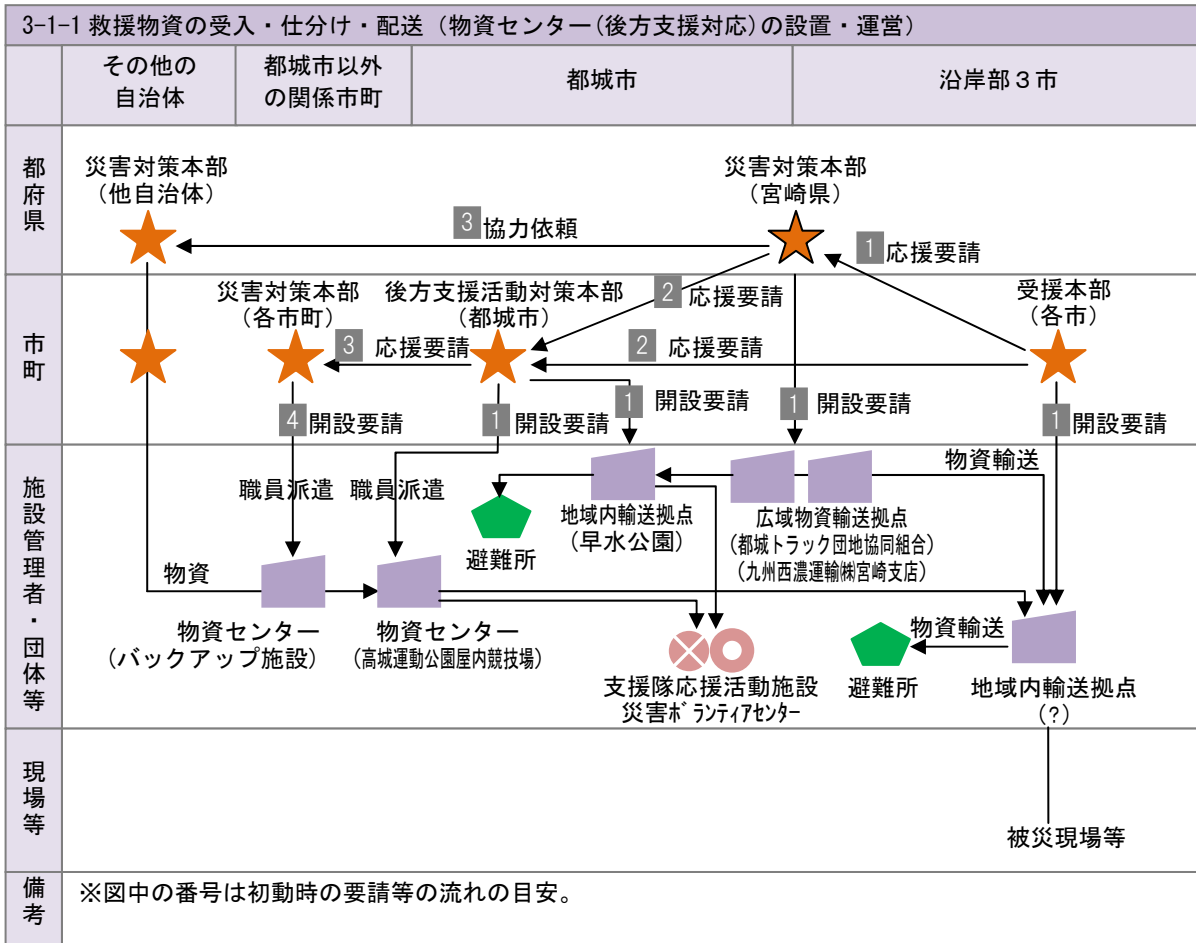 3-1-1 救援物資の受入・仕分け・配送（物資センター(後方支援対応)の設置・運営）
その他の
自治体
都城市以外
の関係市町
都城市
沿岸部３市
都府県
災害対策本部
（他自治体）
災害対策本部
（宮崎県）
3 協力依頼
1 応援要請
2 応援要請
市町
災害対策本部
（各市町）
後方支援活動対策本部
（都城市）
受援本部
（各市）
3 応援要請
2 応援要請
4 開設要請
1 開設要請
1 開設要請
1 開設要請
1 開設要請
施設管理者・団体等
職員派遣
職員派遣
物資輸送
避難所
地域内輸送拠点
（早水公園）
広域物資輸送拠点
（都城トラック団地協同組合）
（九州西濃運輸㈱宮崎支店）
物資
物資センター
（バックアップ施設）
物資センター
（高城運動公園屋内競技場）
支援隊応援活動施設
災害ﾎﾞﾗﾝﾃｨｱｾﾝﾀｰ
物資輸送
避難所
地域内輸送拠点
（?）
現場等
被災現場等
備考
※図中の番号は初動時の要請等の流れの目安。